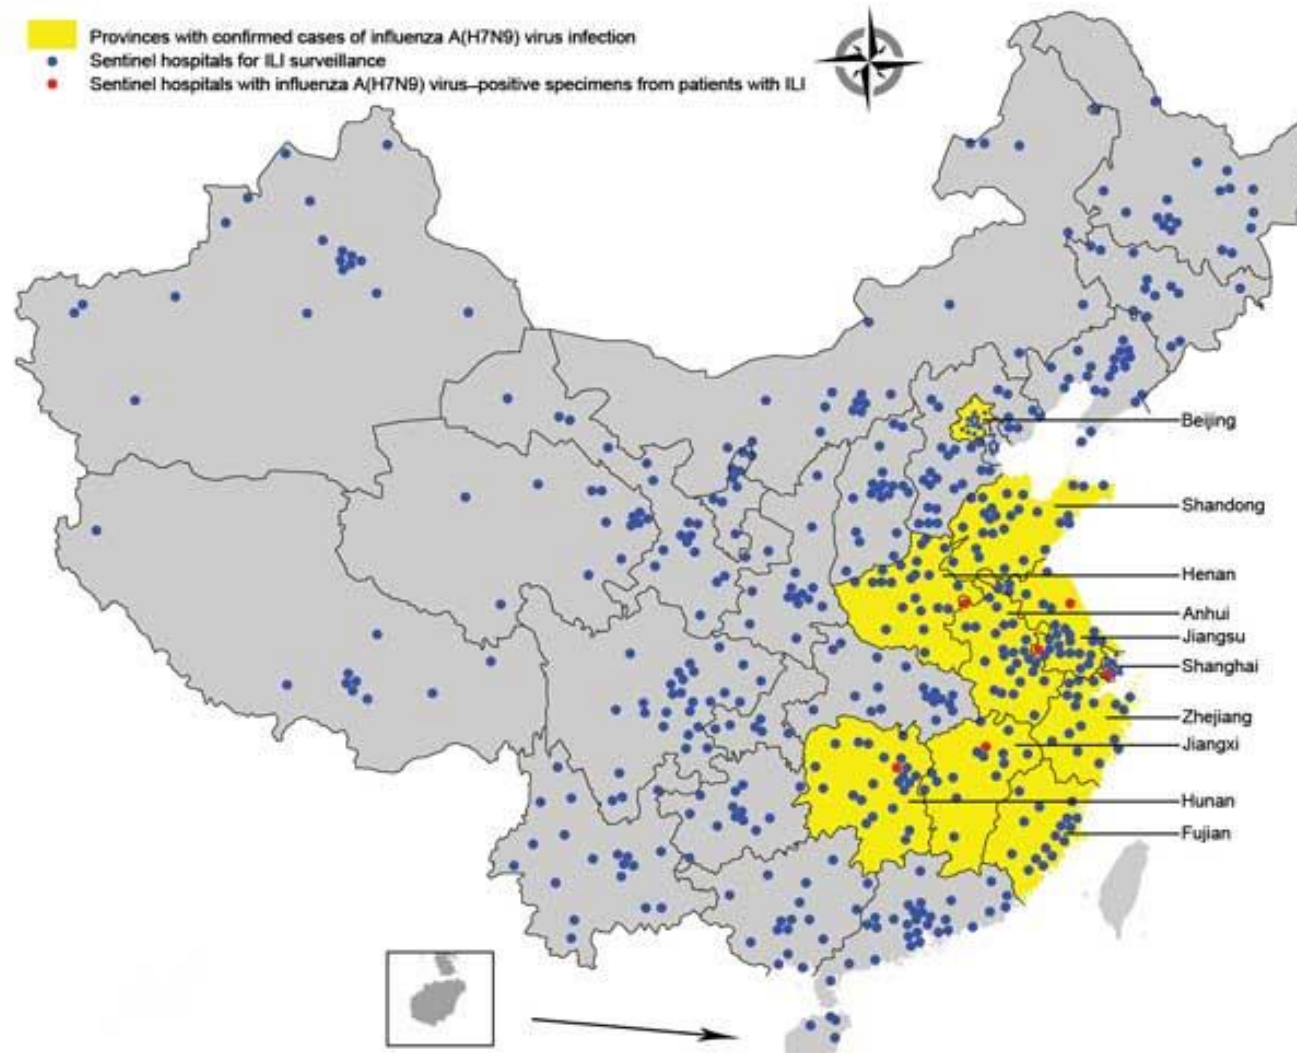 Provinces with confirmed cases of influenza A(H7N9) virus infection
Sentinel hospitals for ILI surveillance
Sentinel hospitals with influenza A(H7N9) virus–positive specimens from patients with ILI
Beijing
Shandong
Henan
Anhui
Jiangsu
Shanghai
Zhejiang
Jiangxi
Hunan
Fujian